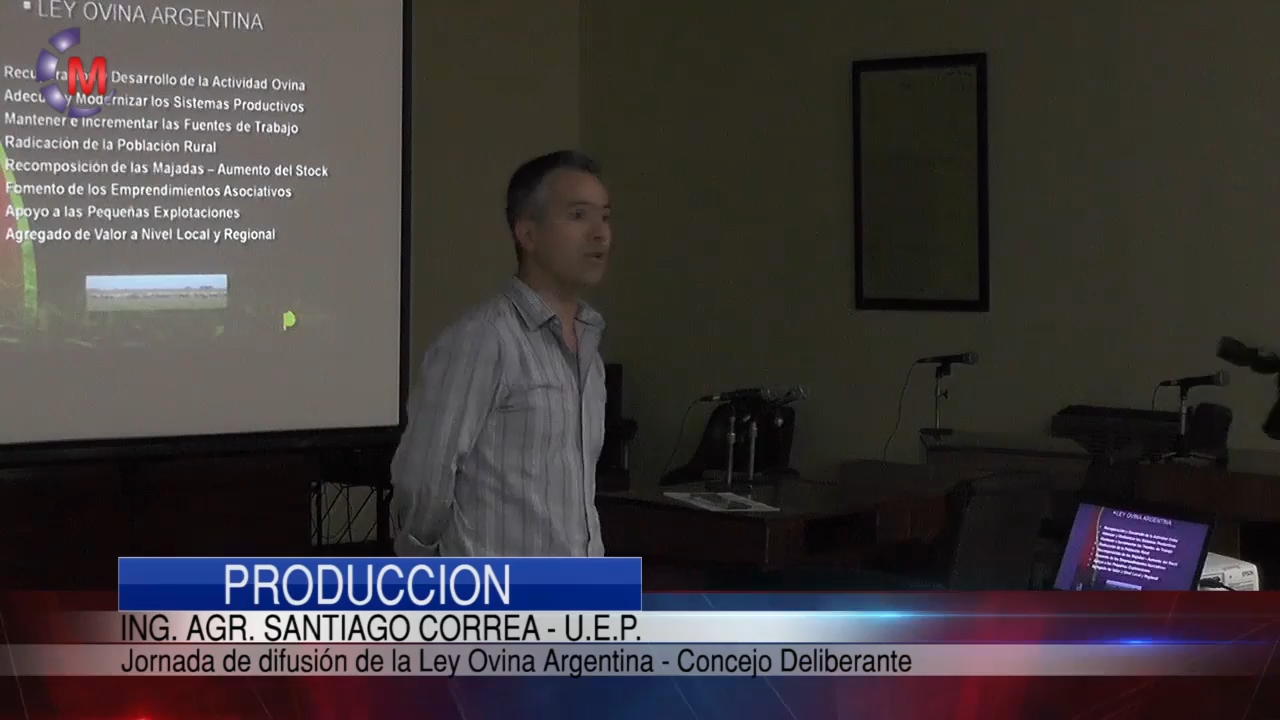 ▪ LEY OVINA ARGENTINA
M
Desarrollo de la Actividad Ovina
Modernizar los Sistemas Productivos
Mantener e Incrementar las Fuentes de Trabajo
Radicación de la Población Rural
Recomposición de las Majadas – Aumento del Stock
Fomento de los Emprendimientos Asociativos
Apoyo a las Pequeñas Explotaciones
Agregado de Valor a Nivel Local y Regional
LEY OVINA ARGENTINA
EPSON
PRODUCCION
ING. AGR. SANTIAGO CORREA - U.E.P.
Jornada de difusión de la Ley Ovina Argentina - Concejo Deliberante